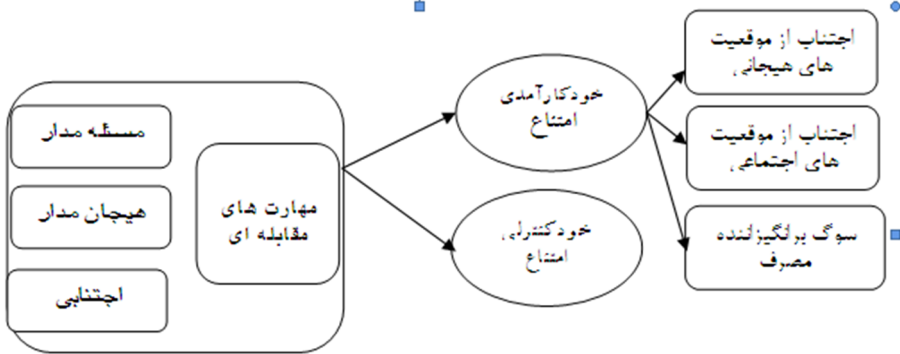 اجتناب از موقعیت
های هیجانی
خودکارآمدی
امتناع
اجتناب از موقعیت
های اجتماعی
مسئله مدار
هیجان مدار
مهارت های
مقابله ای
خودکنترلی
امتناع
سوگ برانگیزاننده
مصرف
اجتنابی